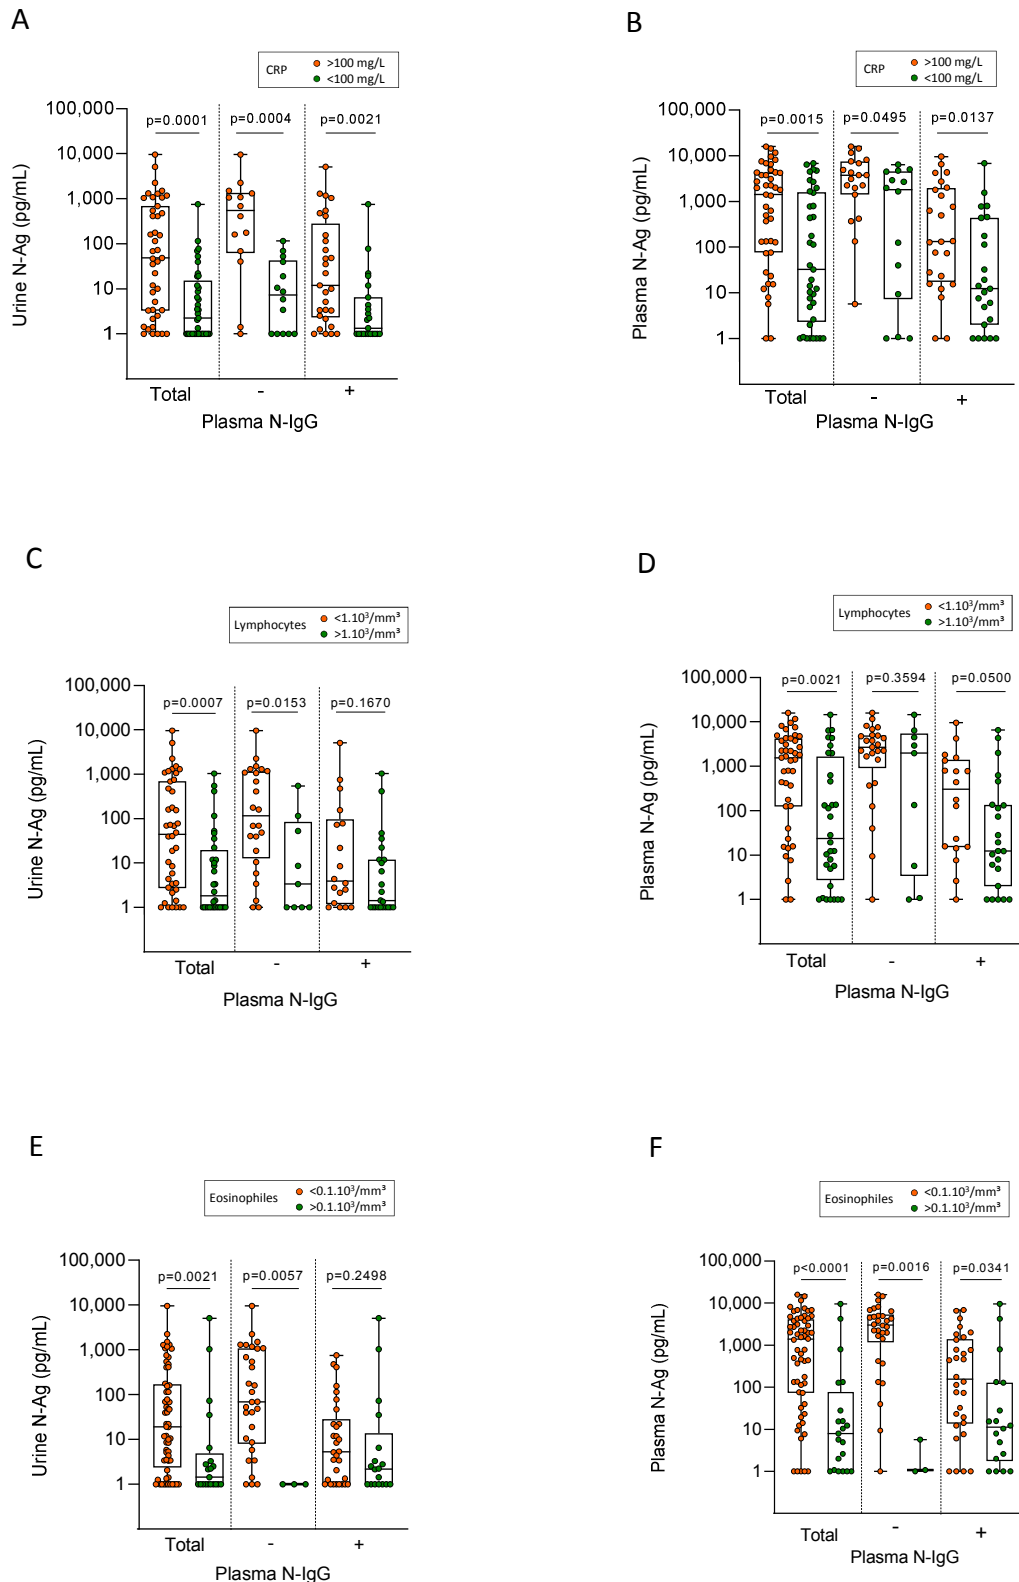 A
CRP
>100 mg/L
<100 mg/L
100,000
10,000
1,000
100
10
1
Urine N-Ag (pg/mL)
p=0.0001
p=0.0004
p=0.0021
Total
-
+
Plasma N-IgG
B
CRP
>100 mg/L
<100 mg/L
100,000
10,000
1,000
100
10
1
Plasma N-Ag (pg/mL)
p=0.0015
p=0.0495
p=0.0137
Total
-
+
Plasma N-IgG
C
Lymphocytes
<1.10³/mm³
>1.10³/mm³
100,000
10,000
1,000
100
10
1
Urine N-Ag (pg/mL)
p=0.0007
p=0.0153
p=0.1670
Total
-
+
Plasma N-IgG
D
Lymphocytes
<1.10³/mm³
>1.10³/mm³
100,000
10,000
1,000
100
10
1
Plasma N-Ag (pg/mL)
p=0.0021
p=0.3594
p=0.0500
Total
-
+
Plasma N-IgG
E
Eosinophiles
<0.1.10³/mm³
>0.1.10³/mm³
100,000
10,000
1,000
100
10
1
Urine N-Ag (pg/mL)
p=0.0021
p=0.0057
p=0.2498
Total
-
+
Plasma N-IgG
F
Eosinophiles
<0.1.10³/mm³
>0.1.10³/mm³
100,000
10,000
1,000
100
10
1
Plasma N-Ag (pg/mL)
p<0.0001
p=0.0016
p=0.0341
Total
-
+
Plasma N-IgG